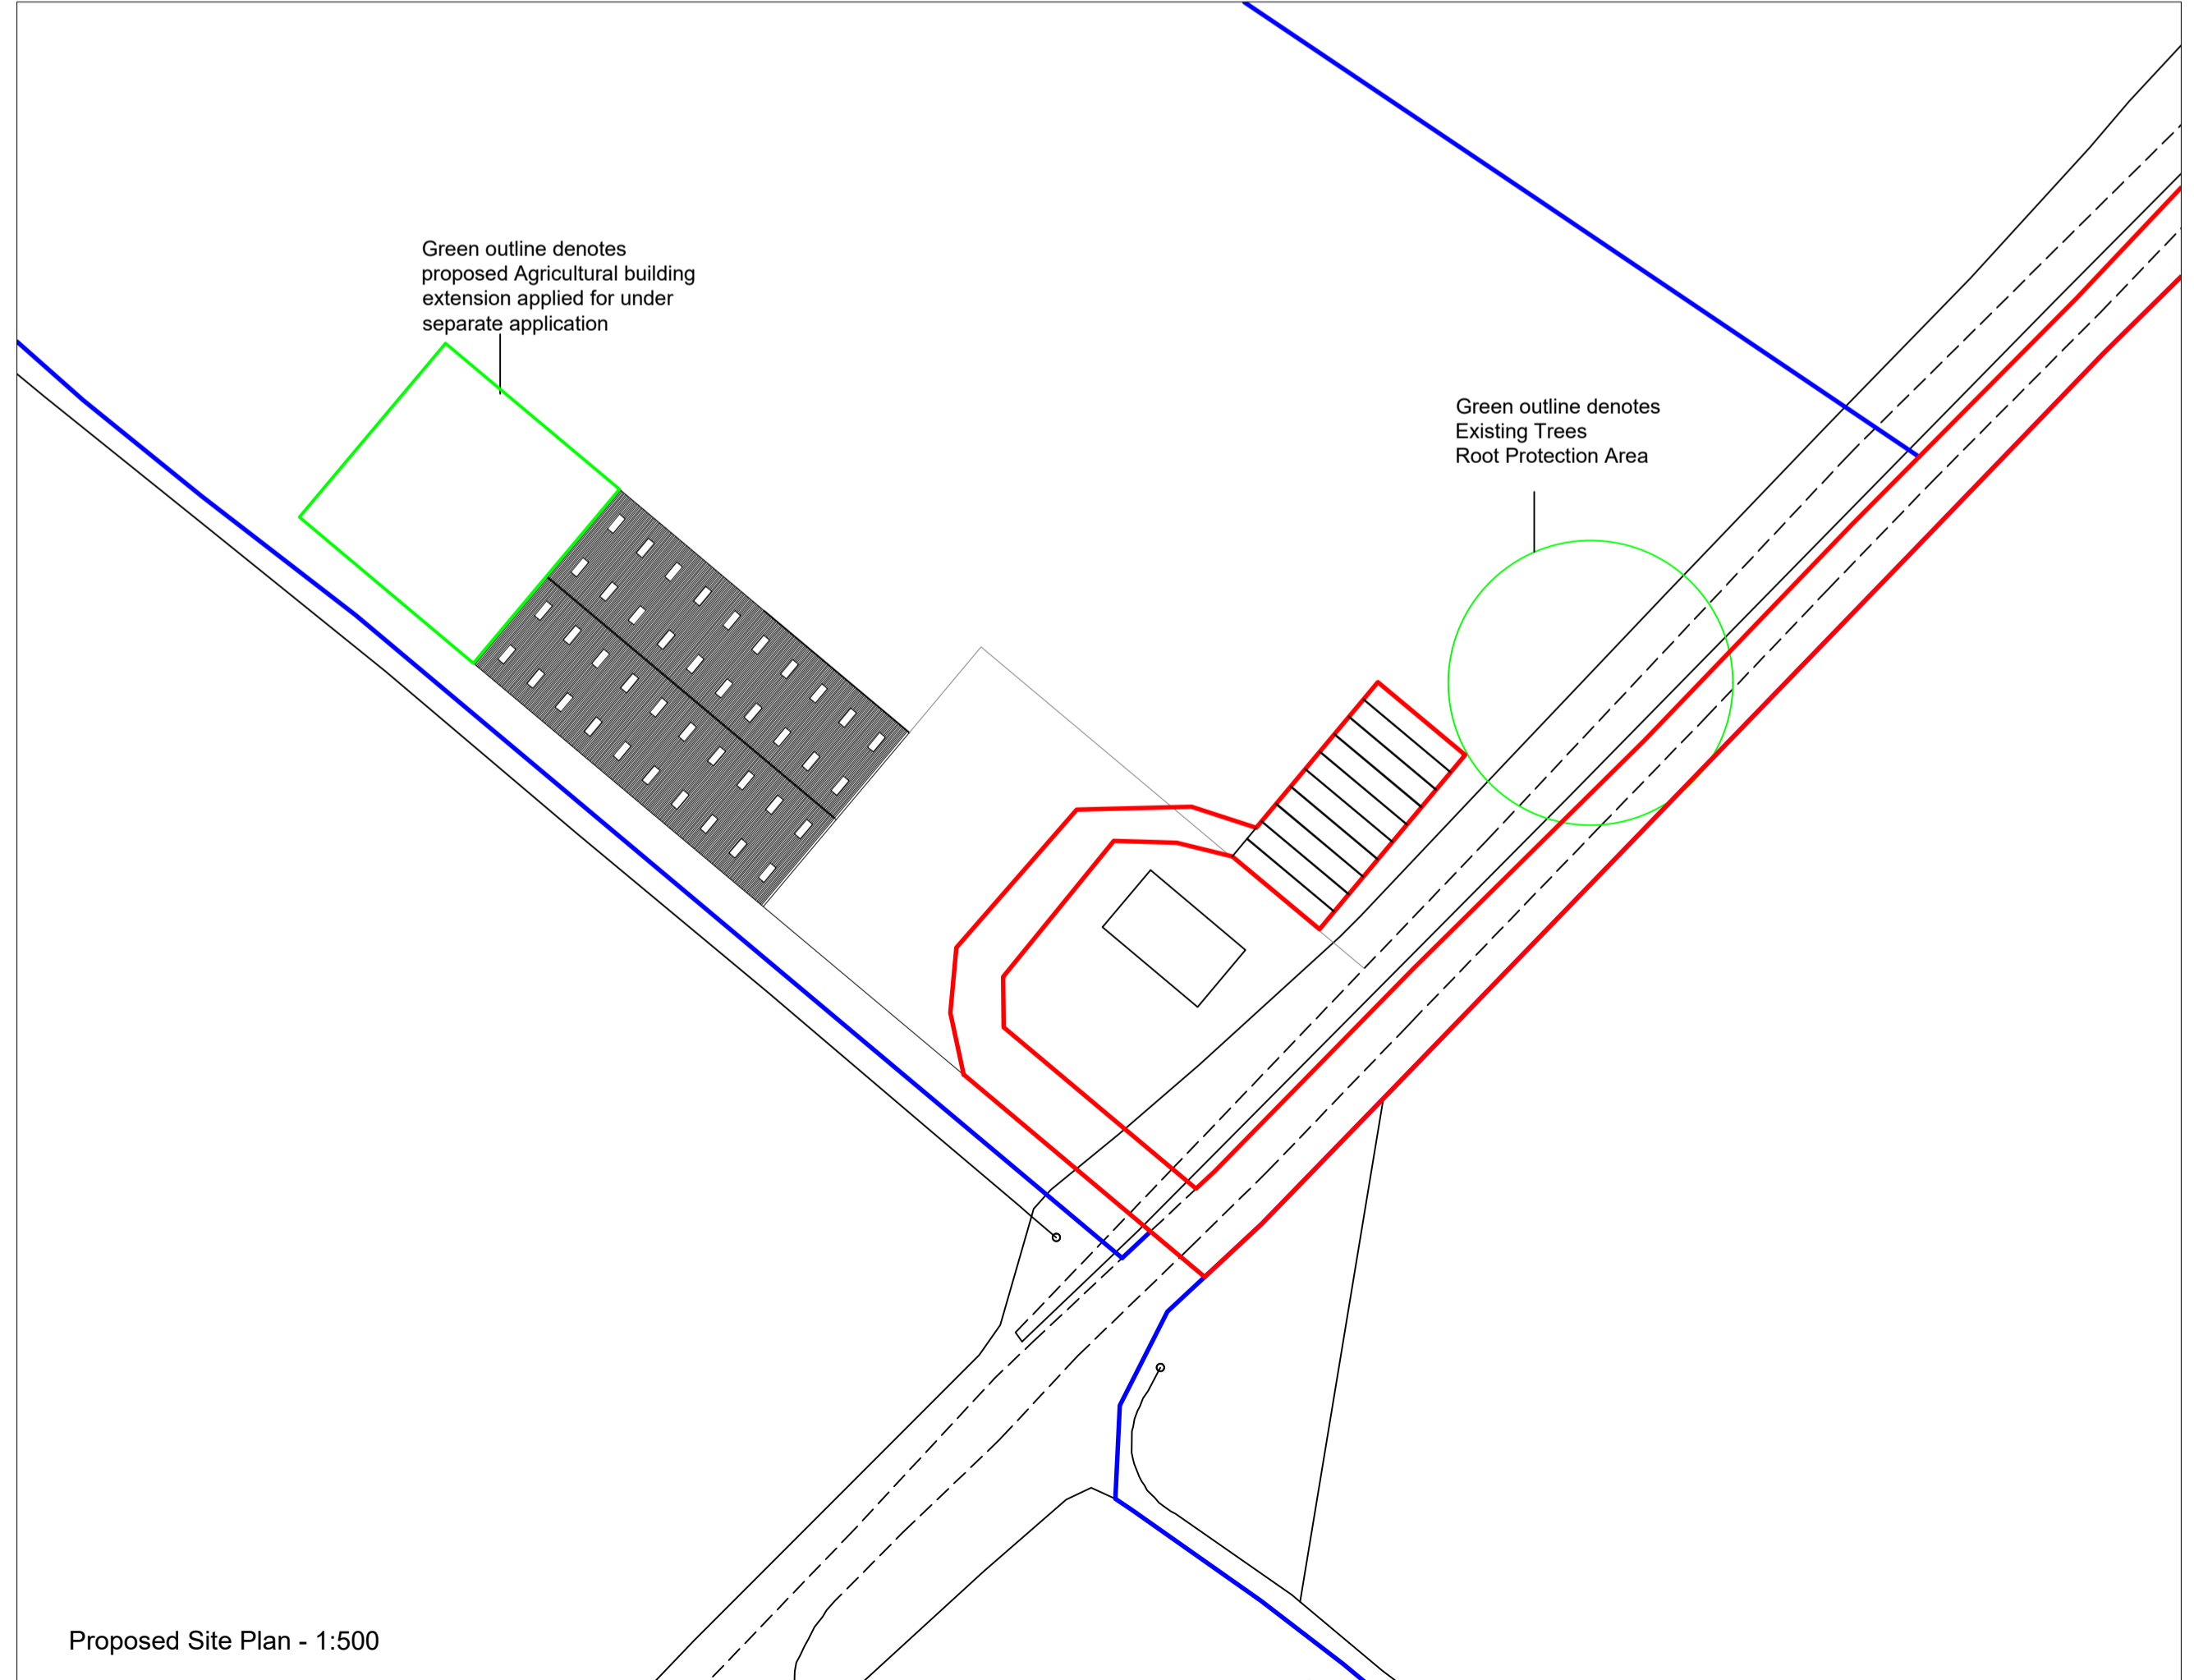 Green outline denotes
proposed Agricultural building
extension applied for under
separate application
Green outline denotes
Existing Trees
Root Protection Area
Proposed Site Plan - 1:500